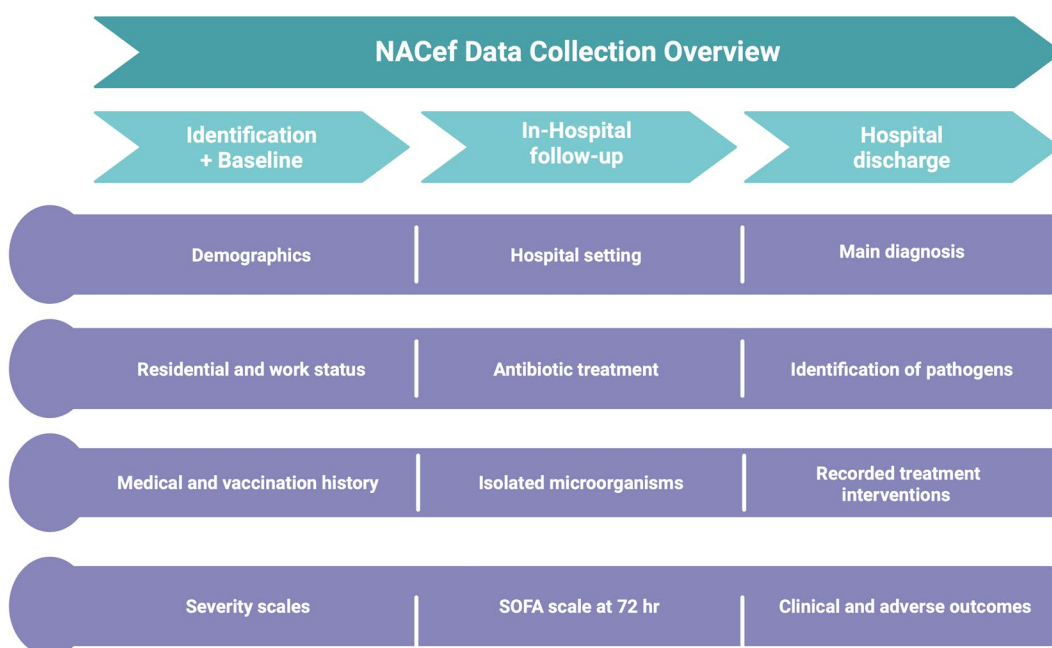 NACef Data Collection Overview
Identification
+ Baseline
In-Hospital
follow-up
Hospital
discharge
Demographics
Hospital setting
Main diagnosis
Residential and work status
Antibiotic treatment
Identification of pathogens
Medical and vaccination history
Isolated microorganisms
Recorded treatment
interventions
Severity scales
SOFA scale at 72 hr
Clinical and adverse outcomes